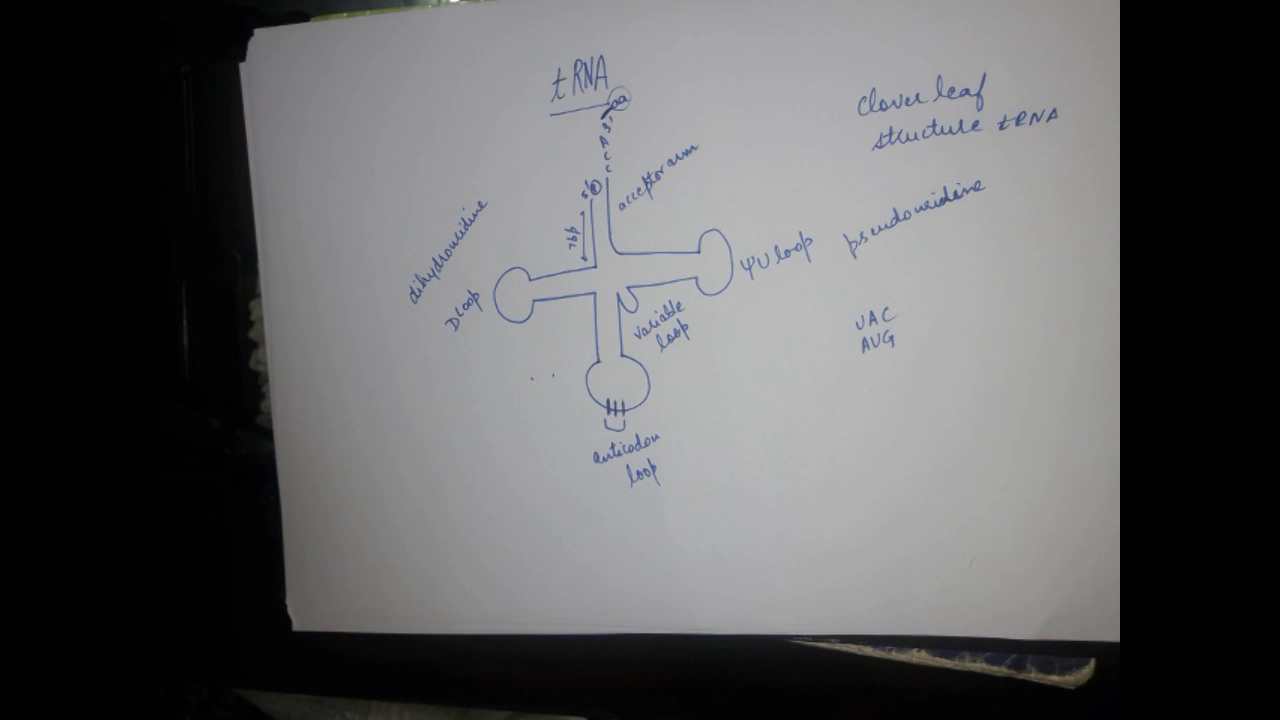 tRNA
clover leaf
structure tRNA
aa
3'
A
C
C
5' P
acceptor arm
7bp
dihydrouridine
D loop
ΨU loop
pseudouridine
variable
loop
UAC
AUG
anticodon
loop